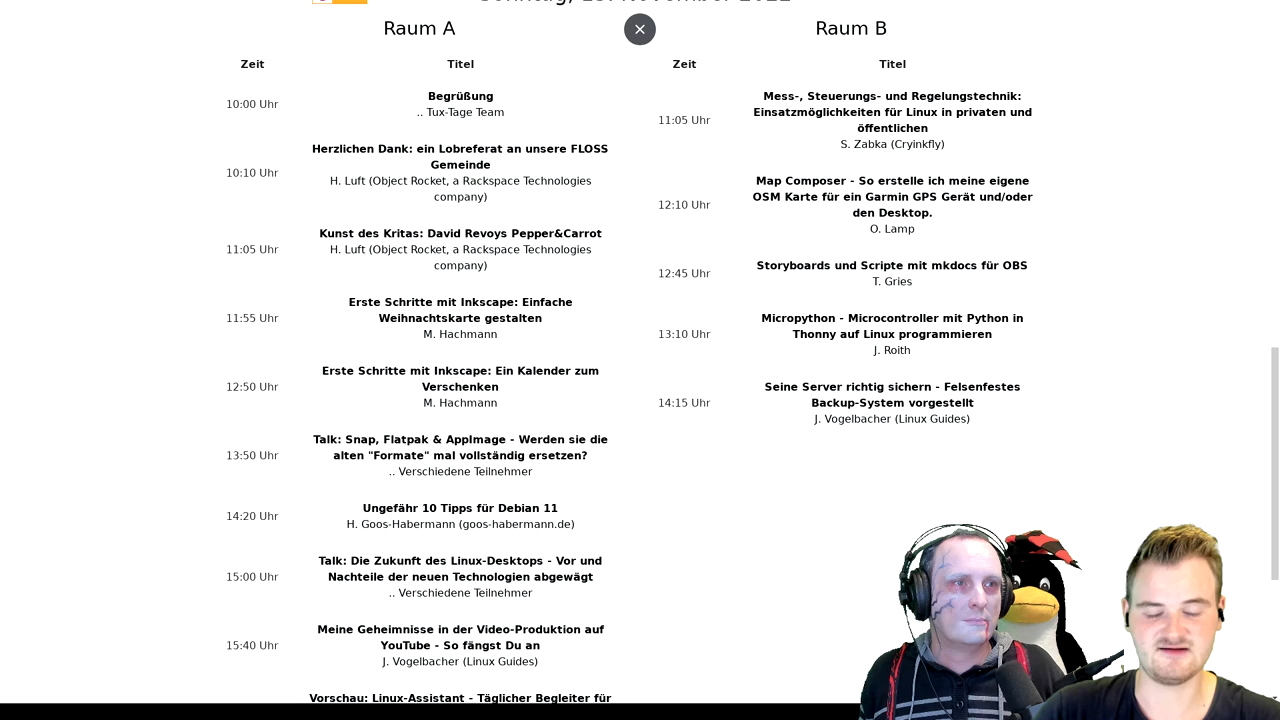 Sonntag, 13. November 2022
Raum A
Zeit Titel
10:00 Uhr
Begrüßung
.. Tux-Tage Team
10:10 Uhr
Herzlichen Dank: ein Lobreferat an unsere FLOSS
Gemeinde
H. Luft (Object Rocket, a Rackspace Technologies
company)
11:05 Uhr
Kunst des Kritas: David Revoys Pepper&Carrot
H. Luft (Object Rocket, a Rackspace Technologies
company)
11:55 Uhr
Erste Schritte mit Inkscape: Einfache
Weihnachtskarte gestalten
M. Hachmann
12:50 Uhr
Erste Schritte mit Inkscape: Ein Kalender zum
Verschenken
M. Hachmann
13:50 Uhr
Talk: Snap, Flatpak & AppImage - Werden sie die
alten "Formate" mal vollständig ersetzen?
.. Verschiedene Teilnehmer
14:20 Uhr
Ungefähr 10 Tipps für Debian 11
H. Goos-Habermann (goos-habermann.de)
15:00 Uhr
Talk: Die Zukunft des Linux-Desktops - Vor und
Nachteile der neuen Technologien abgewägt
.. Verschiedene Teilnehmer
15:40 Uhr
Meine Geheimnisse in der Video-Produktion auf
YouTube - So fängst Du an
J. Vogelbacher (Linux Guides)
Vorschau: Linux-Assistant - Täglicher Begleiter für
Raum B
Zeit Titel
11:05 Uhr
Mess-, Steuerungs- und Regelungstechnik:
Einsatzmöglichkeiten für Linux in privaten und
öffentlichen
S. Zabka (Cryinkfly)
12:10 Uhr
Map Composer - So erstelle ich meine eigene
OSM Karte für ein Garmin GPS Gerät und/oder
den Desktop.
O. Lamp
12:45 Uhr
Storyboards und Scripte mit mkdocs für OBS
T. Gries
13:10 Uhr
Micropython - Microcontroller mit Python in
Thonny auf Linux programmieren
J. Roith
14:15 Uhr
Seine Server richtig sichern - Felsenfestes
Backup-System vorgestellt
J. Vogelbacher (Linux Guides)